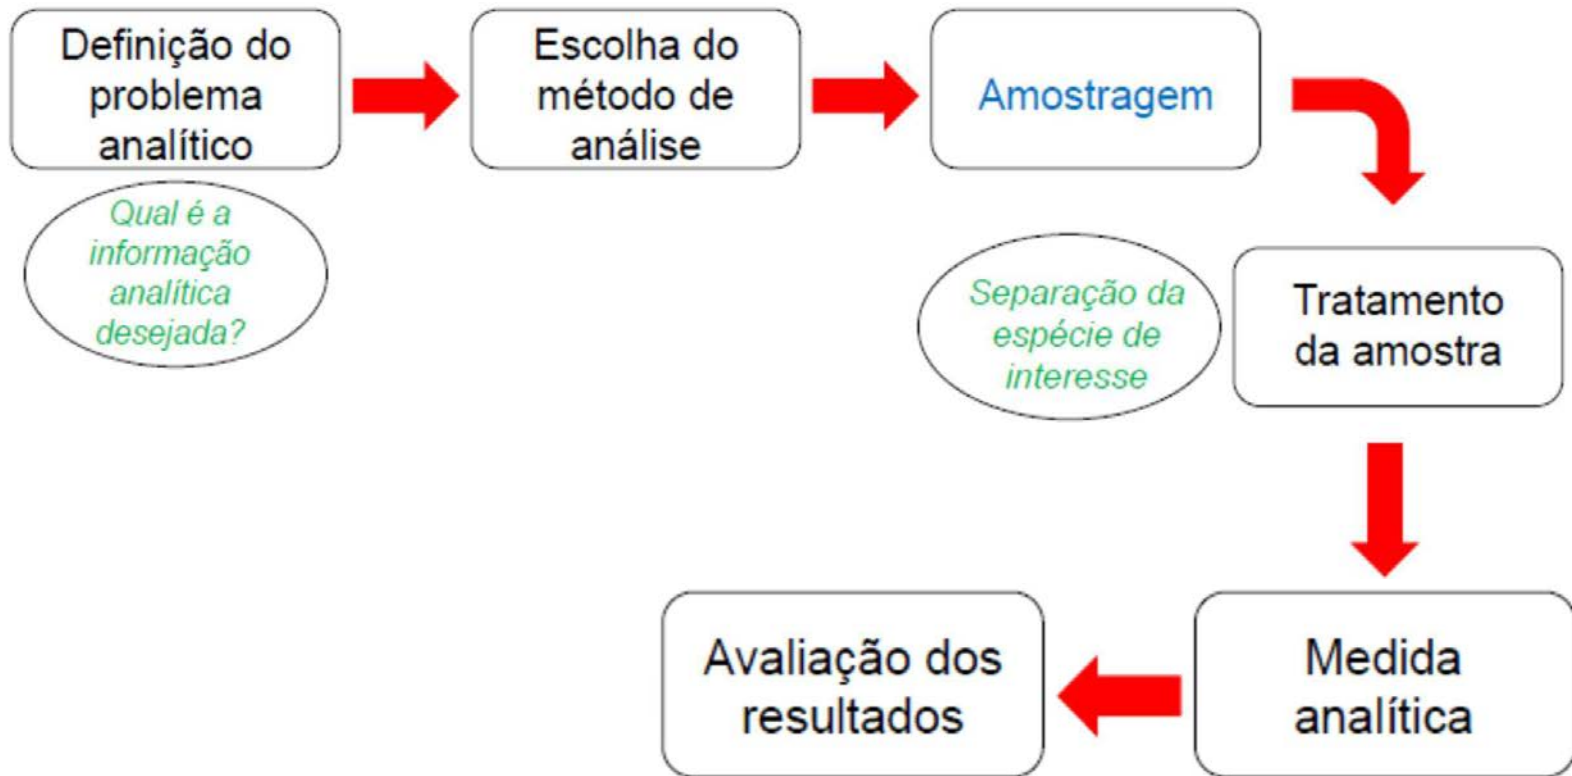 Definição do
problema
analítico
Qual é a
informação
analítica
desejada?
Escolha do
método de
análise
Amostragem
Separação da
espécie de
interesse
Tratamento
da amostra
Medida
analítica
Avaliação dos
resultados